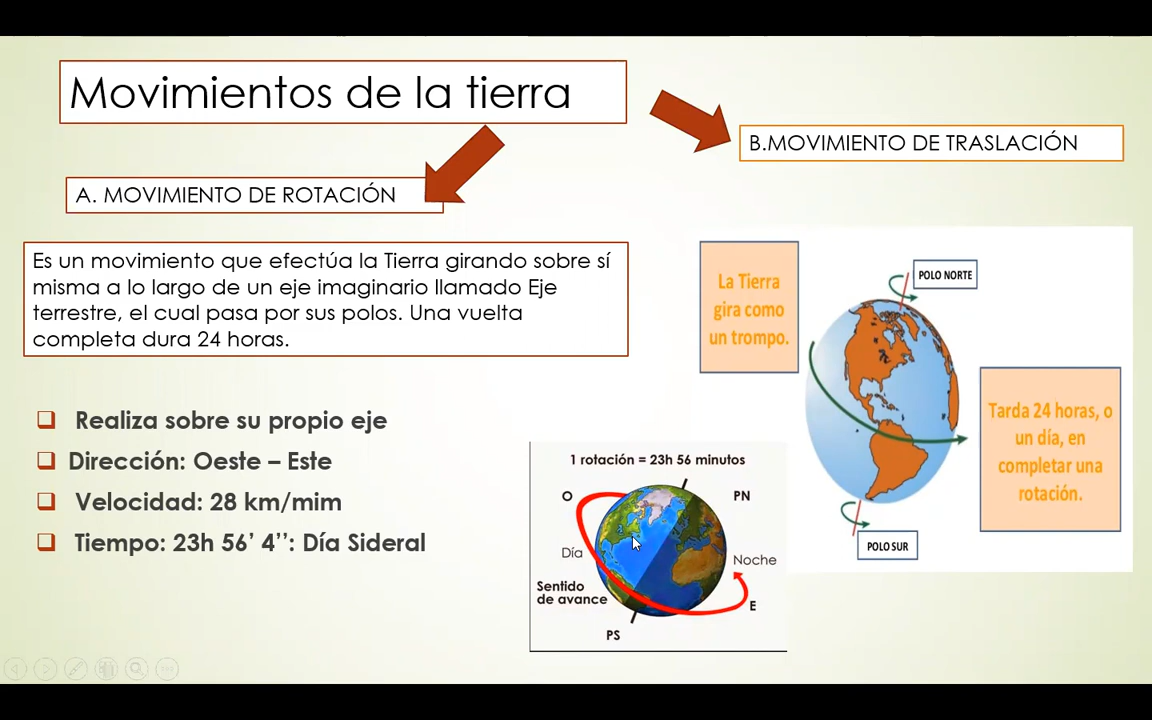 Movimientos de la tierra
B.MOVIMIENTO DE TRASLACIÓN
A. MOVIMIENTO DE ROTACIÓN
Es un movimiento que efectúa la Tierra girando sobre sí
misma a lo largo de un eje imaginario llamado Eje
terrestre, el cual pasa por sus polos. Una vuelta
completa dura 24 horas.
Realiza sobre su propio eje
Dirección: Oeste – Este
Velocidad: 28 km/mim
Tiempo: 23h 56’ 4’’: Día Sideral
1 rotación = 23h 56 minutos
O
PN
Día
Noche
Sentido
de avance
E
PS
La Tierra
gira como
un trompo.
POLO NORTE
Tarda 24 horas, o
un día, en
completar una
rotación.
POLO SUR